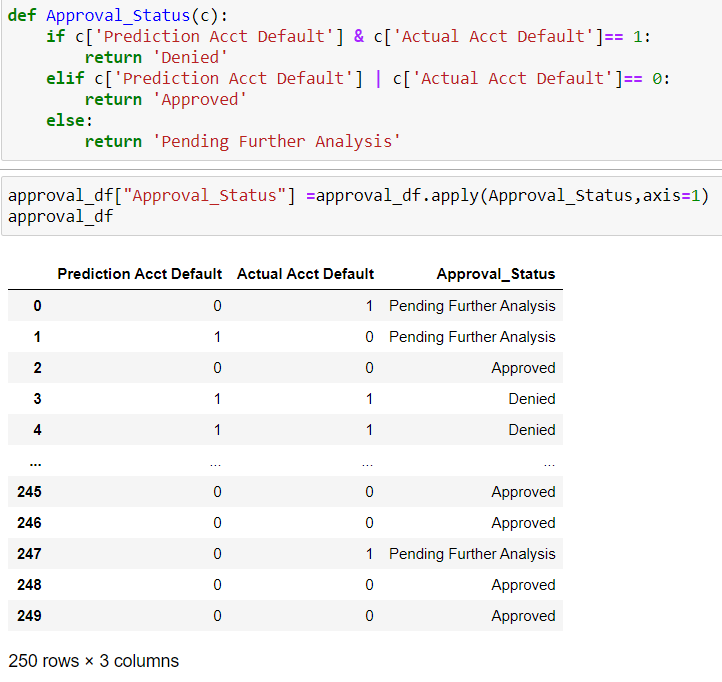 def Approval_Status(c):
    if c['Prediction Acct Default'] & c['Actual Acct Default']== 1:
        return 'Denied'
    elif c['Prediction Acct Default'] | c['Actual Acct Default']== 0:
        return 'Approved'
    else:
        return 'Pending Further Analysis'
approval_df["Approval_Status"] =approval_df.apply(Approval_Status,axis=1)
approval_df
Prediction Acct Default Actual Acct Default Approval_Status
0 0 1 Pending Further Analysis
1 1 0 Pending Further Analysis
2 0 0 Approved
3 1 1 Denied
4 1 1 Denied
... ... ... ...
245 0 0 Approved
246 0 0 Approved
247 0 1 Pending Further Analysis
248 0 0 Approved
249 0 0 Approved
250 rows × 3 columns